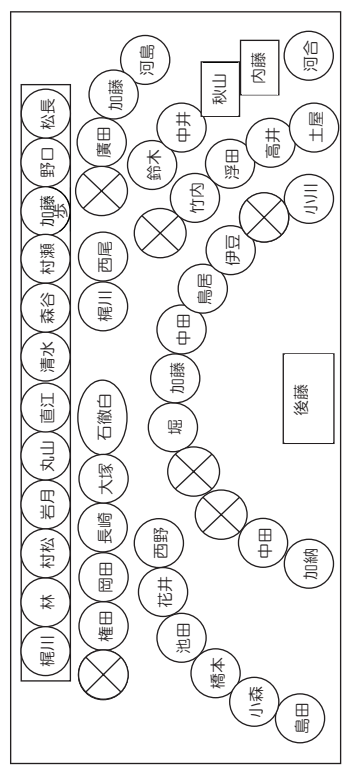 松長
野口
加藤歩
村瀬
森谷
清水
直江
丸山
岩月
村松
林
梶川
河島
加藤
廣田
西尾
梶川
石徹白
大塚
長崎
岡田
権田
中井
鈴木
竹内
浮田
高井
土屋
秋山
内藤
河合
小川
伊豆
鳥居
中田
加藤
堀
中田
加納
後藤
西野
花井
池田
橋本
小森
島田